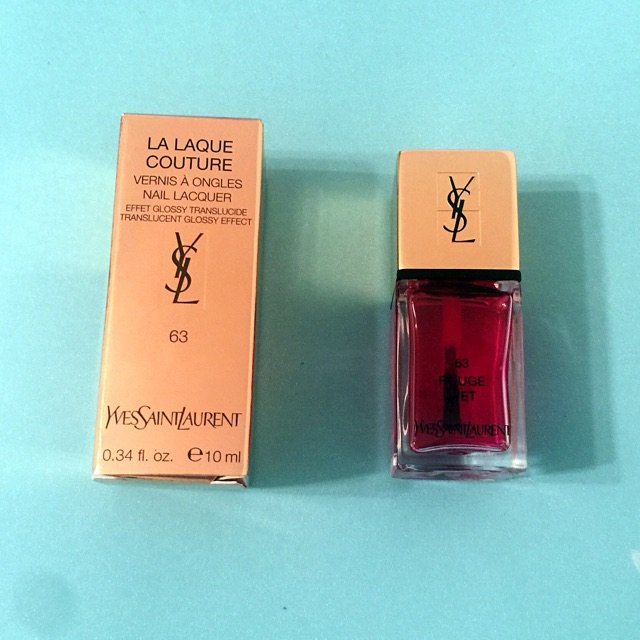 LA LAQUE
COUTURE
VERNIS À ONGLES
NAIL LACQUER
EFFET GLOSSY TRANSLUCIDE
TRANSLUCENT GLOSSY EFFECT
YSL
63
YVESSAINTLAURENT
0.34 fl. oz. e 10 ml
YSL
63
ROUGE
YVESSAINTLAURENT